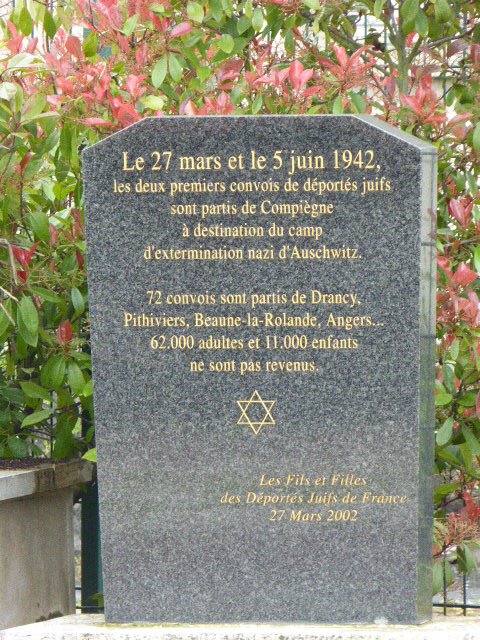 Le 27 mars et le 5 juin 1942,
les deux premiers convois de déportés juifs
sont partis de Compiègne
à destination du camp
d'extermination nazi d'Auschwitz.
72 convois sont partis de Drancy,
Pithiviers, Beaune-la-Rolande, Angers...
62.000 adultes et 11.000 enfants
ne sont pas revenus.
Les Fils et Filles
des Déportés Juifs de France
27 Mars 2002